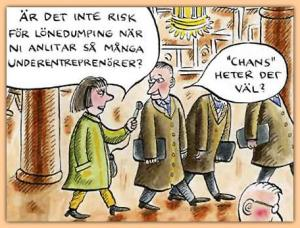 ÄR DET INTE RISK
FÖR LÖNEDUMPING NÄR
NI ANLITAR SÅ MÅNGA
UNDERENTREPRENÖRER?
"CHANS"
HETER DET
VÄL?